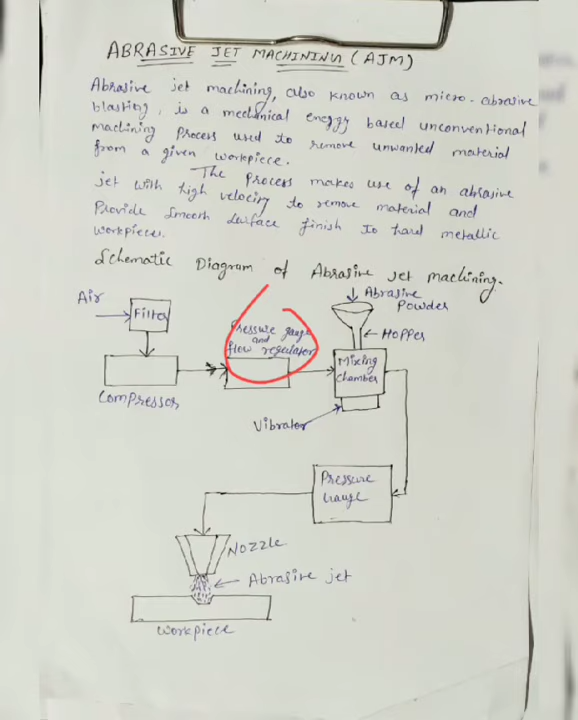 ABRASIVE JET MACHINING (AJM)
Abrasive jet machining, also known as micro-abrasive
blasting, is a mechanical energy based unconventional
machining process used to remove unwanted material
from a given workpiece.
The process makes use of an abrasive
jet with high velocity to remove material and
Provide smooth surface finish to hard metallic
workpieces.
Schematic Diagram of Abrasive jet machining.
Air
Filter
Compressor
Pressure gauge
and
flow regulator
Abrasive
Powder
Hopper
Mixing
chamber
Vibrator
Pressure
Gauge
Nozzle
Abrasive jet
workpiece